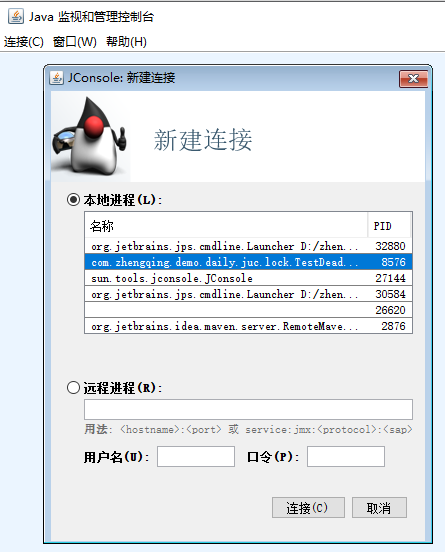 Java 监视和管理控制台
连接(C) 窗口(W) 帮助(H)
JConsole: 新建连接
新建连接
本地进程(L):
名称 PID
org.jetbrains.jps.cmdline.Launcher D:/zhen... 32880
com.zhengqing.demo.daily.juc.lock.TestDead... 8576
sun.tools.jconsole.JConsole 27144
org.jetbrains.jps.cmdline.Launcher D:/zhen... 30584
26620
org.jetbrains.idea.maven.server.RemoteMave... 2876
远程进程(R):
用法: <hostname>:<port> 或 service:jmx:<protocol>:<sap>
用户名(U): 口令(P):
连接(C) 取消